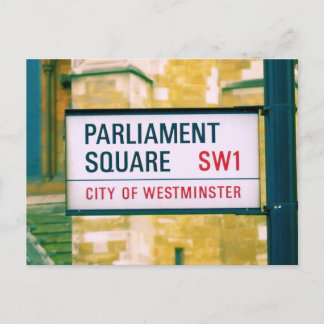 PARLIAMENT
SQUARE SW1
CITY OF WESTMINSTER